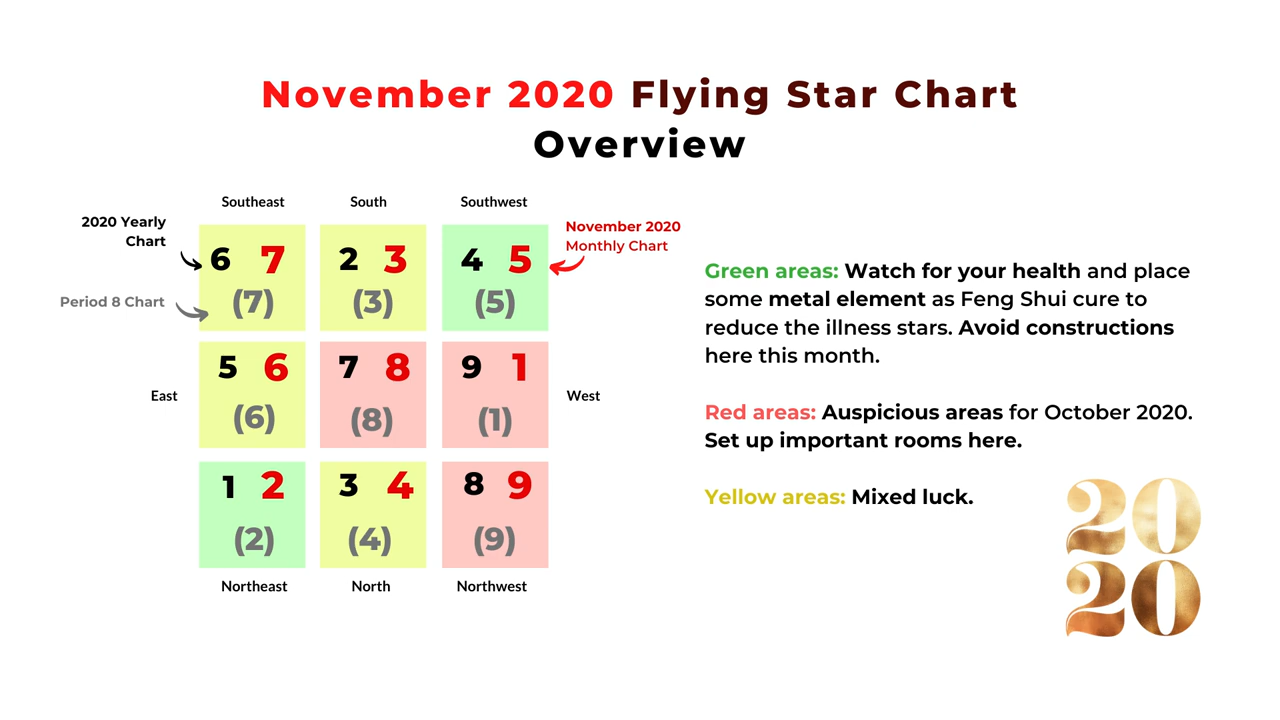 November 2020 Flying Star Chart
Overview
Southeast South Southwest
2020 Yearly
Chart
November 2020
Monthly Chart
6 7 2 3 4 5
Period 8 Chart
(7) (3) (5)
5 6 7 8 9 1
East
West
(6) (8) (1)
1 2 3 4 8 9
(2) (4) (9)
Northeast North Northwest
Green areas: Watch for your health and place
some metal element as Feng Shui cure to
reduce the illness stars. Avoid constructions
here this month.
Red areas: Auspicious areas for October 2020.
Set up important rooms here.
Yellow areas: Mixed luck.
20
20